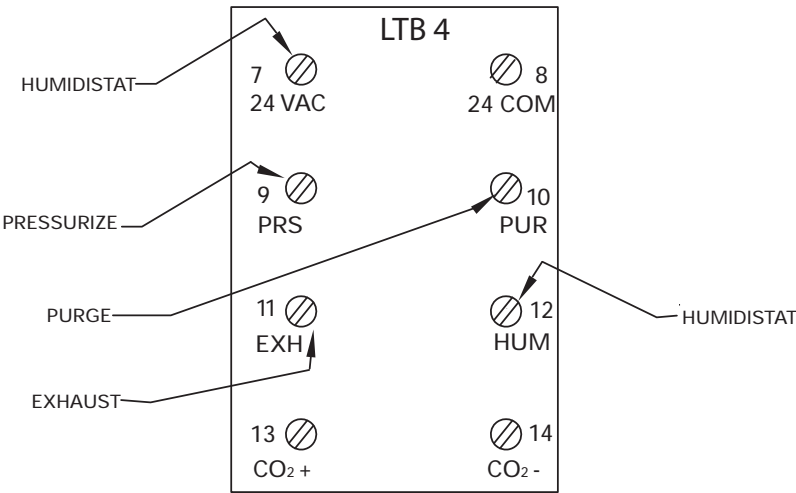 LTB 4
HUMIDISTAT
7
8
24 VAC
24 COM
9
10
PRESSURIZE
PRS
PUR
PURGE
11
12
HUMIDISTAT
EXH
HUM
EXHAUST
13
14
CO2 +
CO2 -